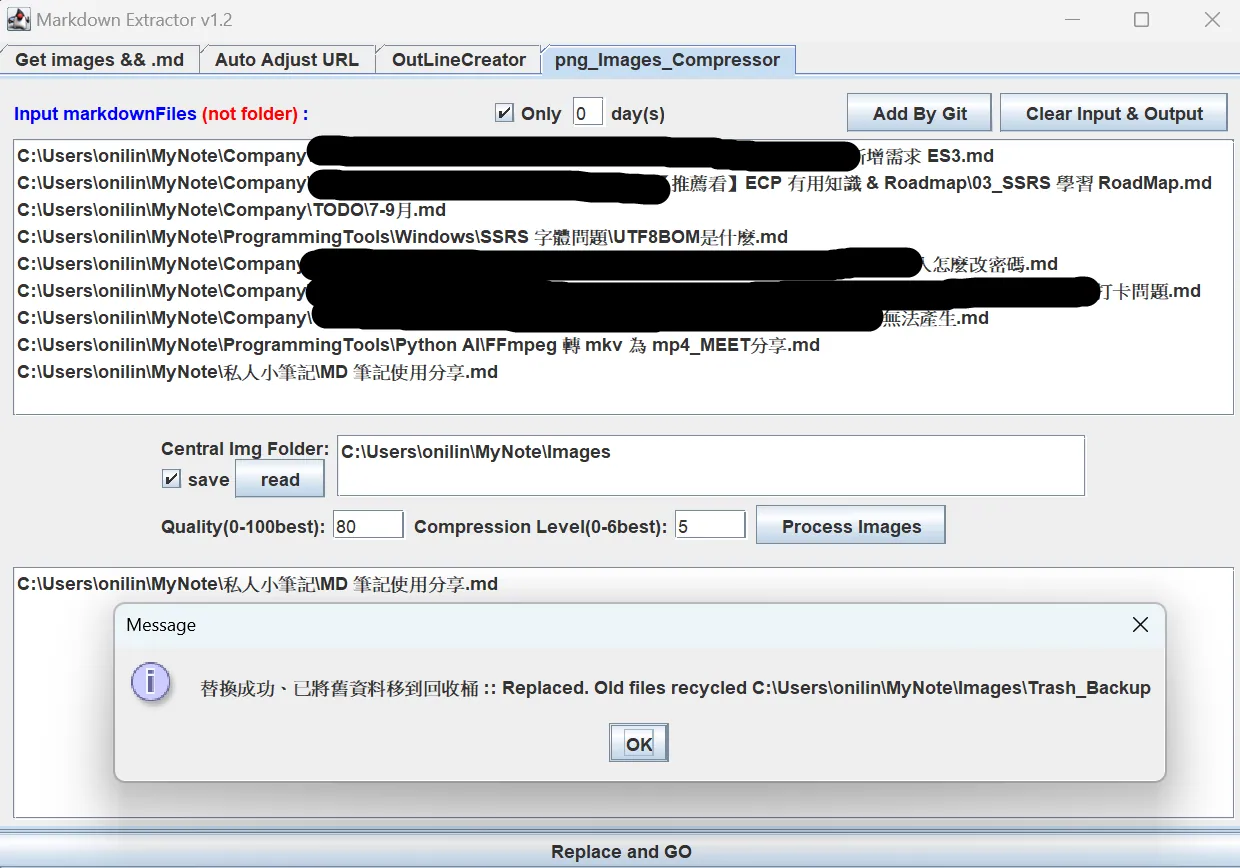 Markdown Extractor v1.2
Get images && .md
Auto Adjust URL
OutLineCreator
png_Images_Compressor
Input markdownFiles (not folder) :
Only 0 day(s)
Add By Git
Clear Input & Output
C:\Users\onilin\MyNote\Company 新增需求 ES3.md
C:\Users\onilin\MyNote\Company\ 推薦看】ECP 有用知識 & Roadmap\03_SSRS 學習 RoadMap.md
C:\Users\onilin\MyNote\Company\TODO\7-9月.md
C:\Users\onilin\MyNote\ProgrammingTools\Windows\SSRS 字體問題\UTF8BOM是什麼.md
C:\Users\onilin\MyNote\Company 人怎麼改密碼.md
C:\Users\onilin\MyNote\Company 打卡問題.md
C:\Users\onilin\MyNote\Company\ 無法產生.md
C:\Users\onilin\MyNote\ProgrammingTools\Python AI\FFmpeg 轉 mkv 為 mp4_MEET分享.md
C:\Users\onilin\MyNote\私人小筆記\MD 筆記使用分享.md
Central Img Folder:
C:\Users\onilin\MyNote\Images
save
read
Quality(0-100best): 80
Compression Level(0-6best): 5
Process Images
C:\Users\onilin\MyNote\私人小筆記\MD 筆記使用分享.md
Message
替換成功、已將舊資料移到回收桶 :: Replaced. Old files recycled C:\Users\onilin\MyNote\Images\Trash_Backup
OK
Replace and GO